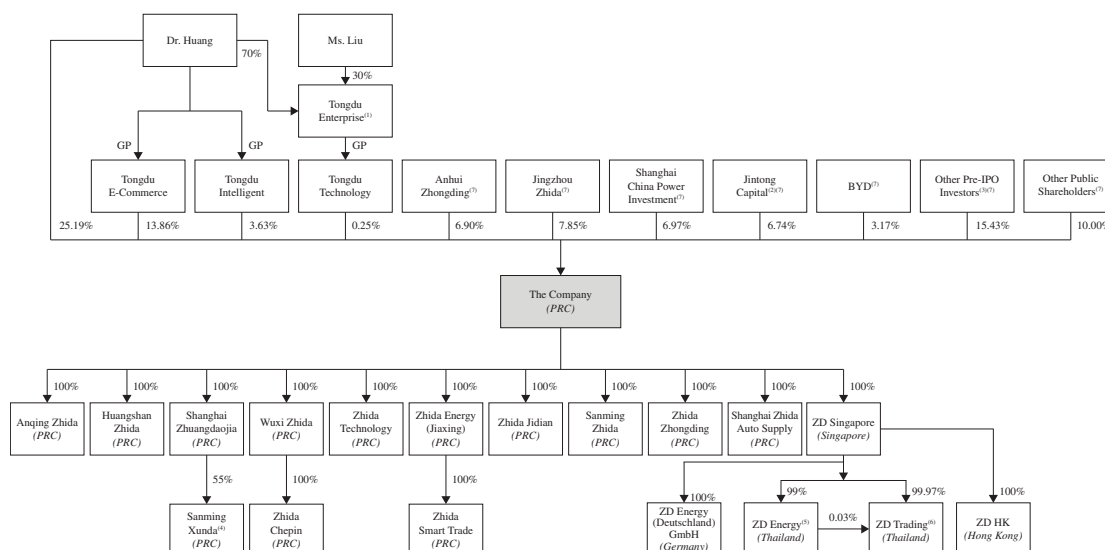 Dr. Huang
Ms. Liu
70%
30%
Tongdu
Enterprise(1)
GP
GP
GP
Tongdu
E-Commerce
Tongdu
Intelligent
Tongdu
Technology
Anhui
Zhongding(7)
Jingzhou
Zhida(7)
Shanghai
China Power
Investment(7)
Jintong
Capital(2)(7)
BYD(7)
Other Pre-IPO
Investors(3)(7)
Other Public
Shareholders(7)
25.19%
13.86%
3.63%
0.25%
6.90%
7.85%
6.97%
6.74%
3.17%
15.43%
10.00%
The Company
(PRC)
100%
100%
100%
100%
100%
100%
100%
100%
100%
100%
100%
Anqing Zhida
(PRC)
Huangshan
Zhida
(PRC)
Shanghai
Zhuangdaojia
(PRC)
Wuxi Zhida
(PRC)
Zhida
Technology
(PRC)
Zhida Energy
(Jiaxing)
(PRC)
Zhida Jidian
(PRC)
Sanming
Zhida
(PRC)
Zhida
Zhongding
(PRC)
Shanghai Zhida
Auto Supply
(PRC)
ZD Singapore
(Singapore)
55%
100%
100%
100%
99%
99.97%
100%
0.03%
Sanming
Xunda(4)
(PRC)
Zhida
Chepin
(PRC)
Zhida
Smart Trade
(PRC)
ZD Energy
(Deutschland)
GmbH
(Germany)
ZD Energy(5)
(Thailand)
ZD Trading(6)
(Thailand)
ZD HK
(Hong Kong)